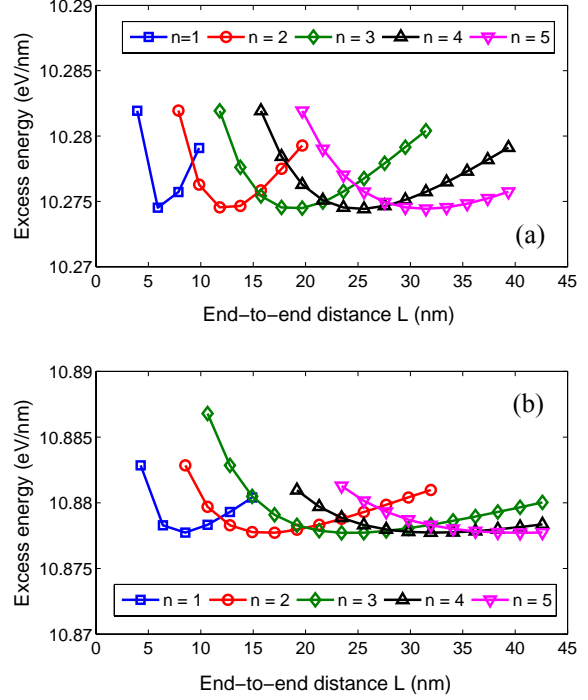 10.29
10.285
10.28
10.275
10.27
Excess energy (eV/nm)
n=1 n = 2 n = 3 n = 4 n = 5
(a)
0 5 10 15 20 25 30 35 40 45
End−to−end distance L (nm)
10.89
10.885
10.88
10.875
10.87
Excess energy (eV/nm)
(b)
n = 1 n = 2 n = 3 n = 4 n = 5
0 5 10 15 20 25 30 35 40 45
End−to−end distance L (nm)